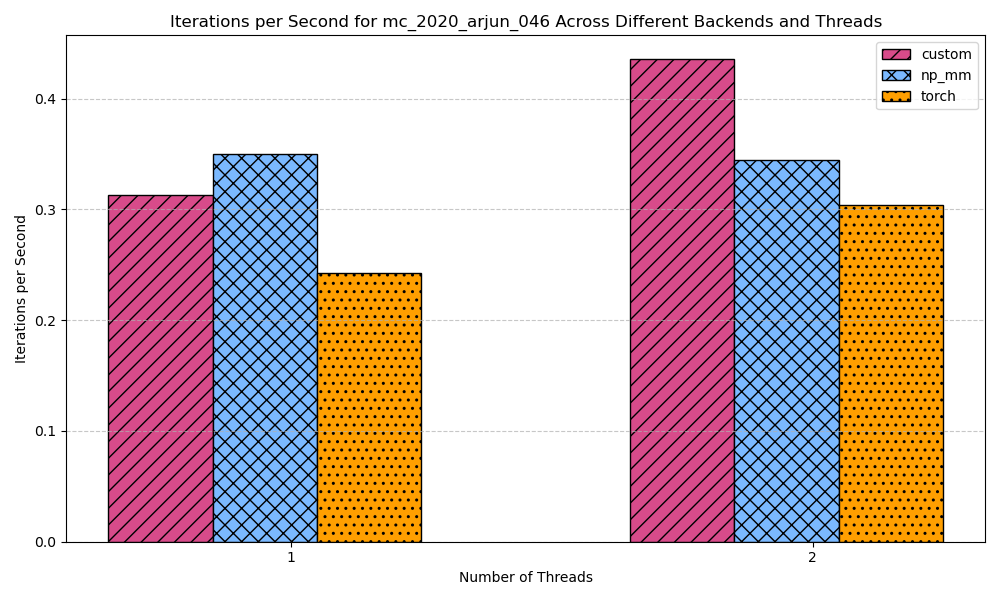 Iterations per Second for mc_2020_arjun_046 Across Different Backends and Threads
custom
np_mm
torch
Iterations per Second
0.4
0.3
0.2
0.1
0.0
1
2
Number of Threads